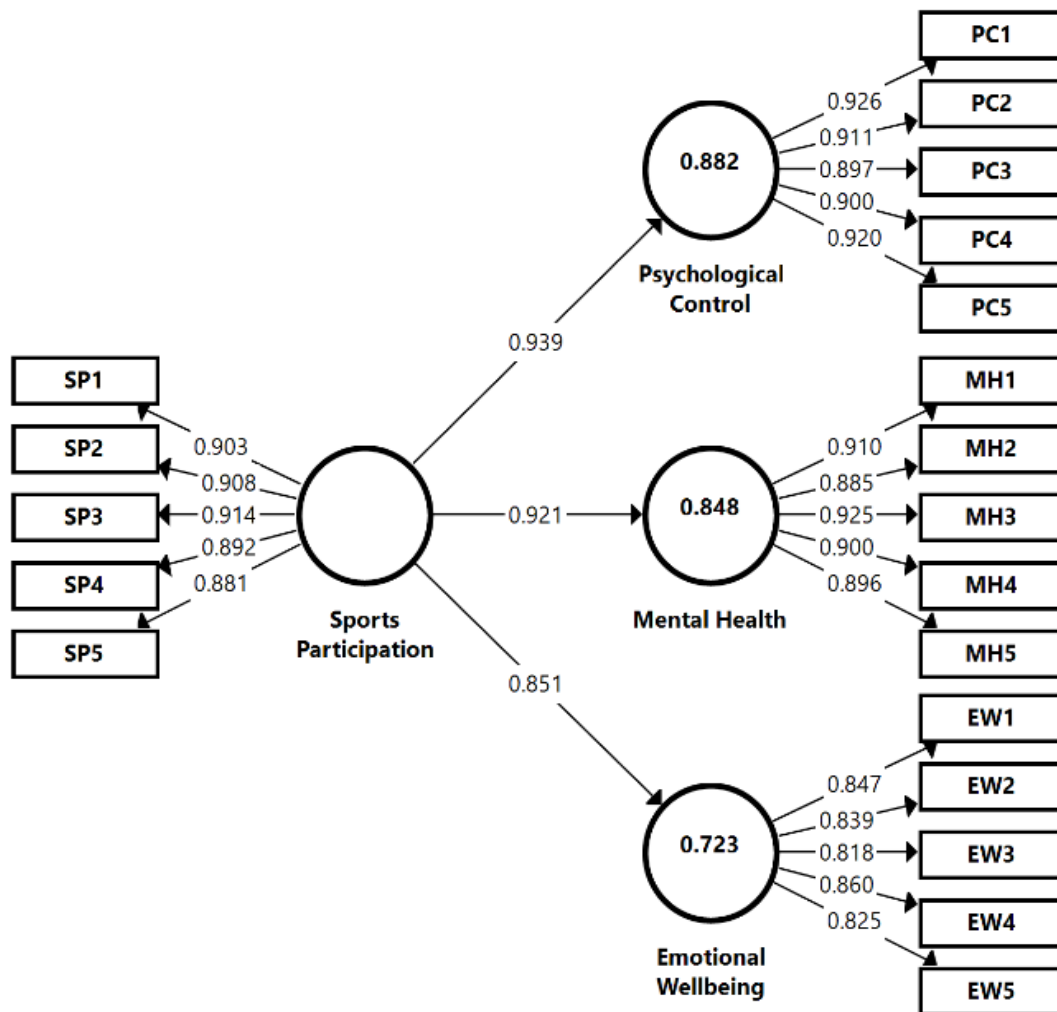 SP1
SP2
SP3
SP4
SP5
0.903
0.908
0.914
0.892
0.881
Sports
Participation
0.939
0.921
0.851
0.882
Psychological
Control
0.926
0.911
0.897
0.900
0.920
PC1
PC2
PC3
PC4
PC5
0.848
Mental Health
0.910
0.885
0.925
0.900
0.896
MH1
MH2
MH3
MH4
MH5
0.723
Emotional
Wellbeing
0.847
0.839
0.818
0.860
0.825
EW1
EW2
EW3
EW4
EW5